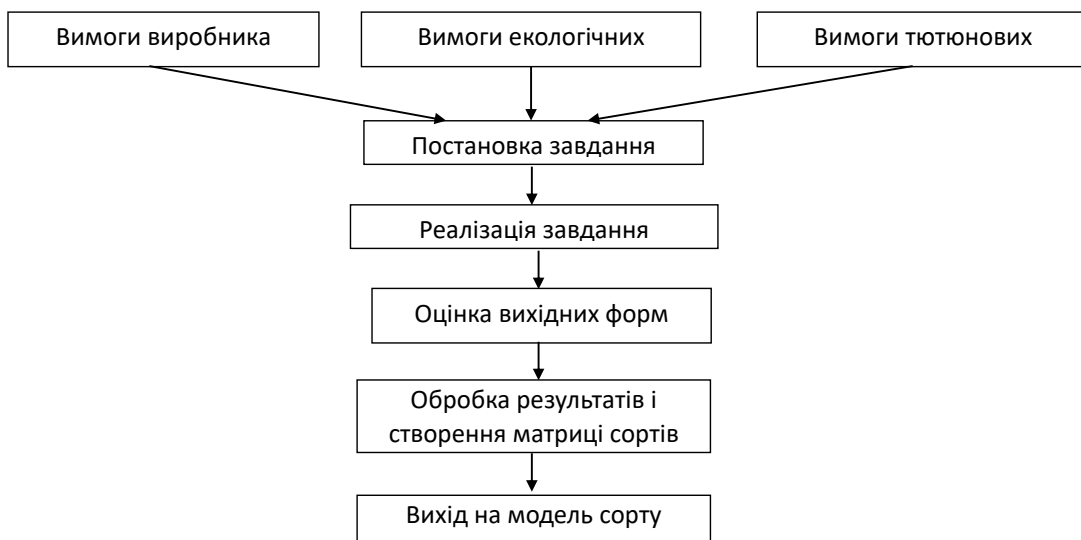 Вимоги виробника
Вимоги екологічних
Вимоги тютюнових
Постановка завдання
Реалізація завдання
Оцінка вихідних форм
Обробка результатів і
створення матриці сортів
Вихід на модель сорту